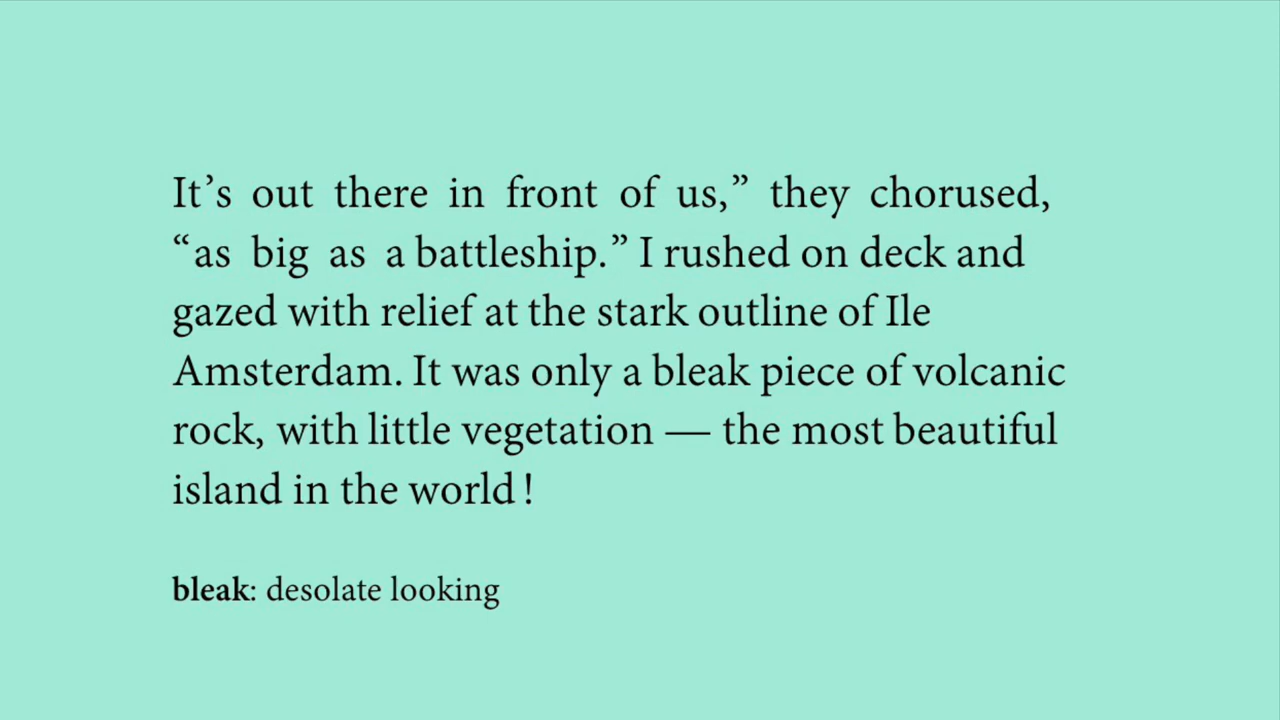 It’s out there in front of us,” they chorused,
“as big as a battleship.” I rushed on deck and
gazed with relief at the stark outline of Ile
Amsterdam. It was only a bleak piece of volcanic
rock, with little vegetation — the most beautiful
island in the world !
bleak: desolate looking